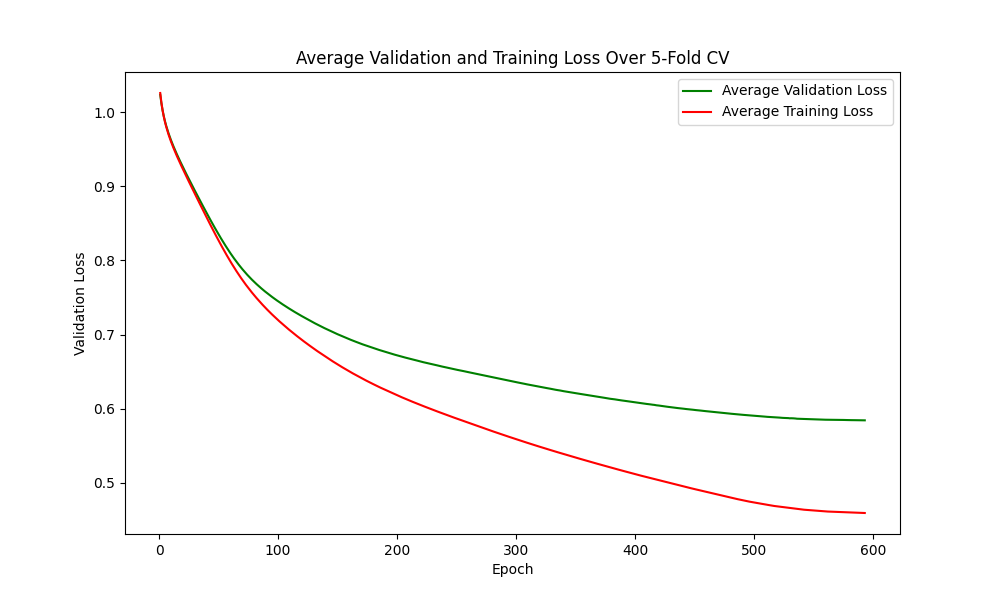 Average Validation and Training Loss Over 5-Fold CV
Average Validation Loss
Average Training Loss
1.0
0.9
0.8
0.7
0.6
0.5
Validation Loss
0 100 200 300 400 500 600
Epoch